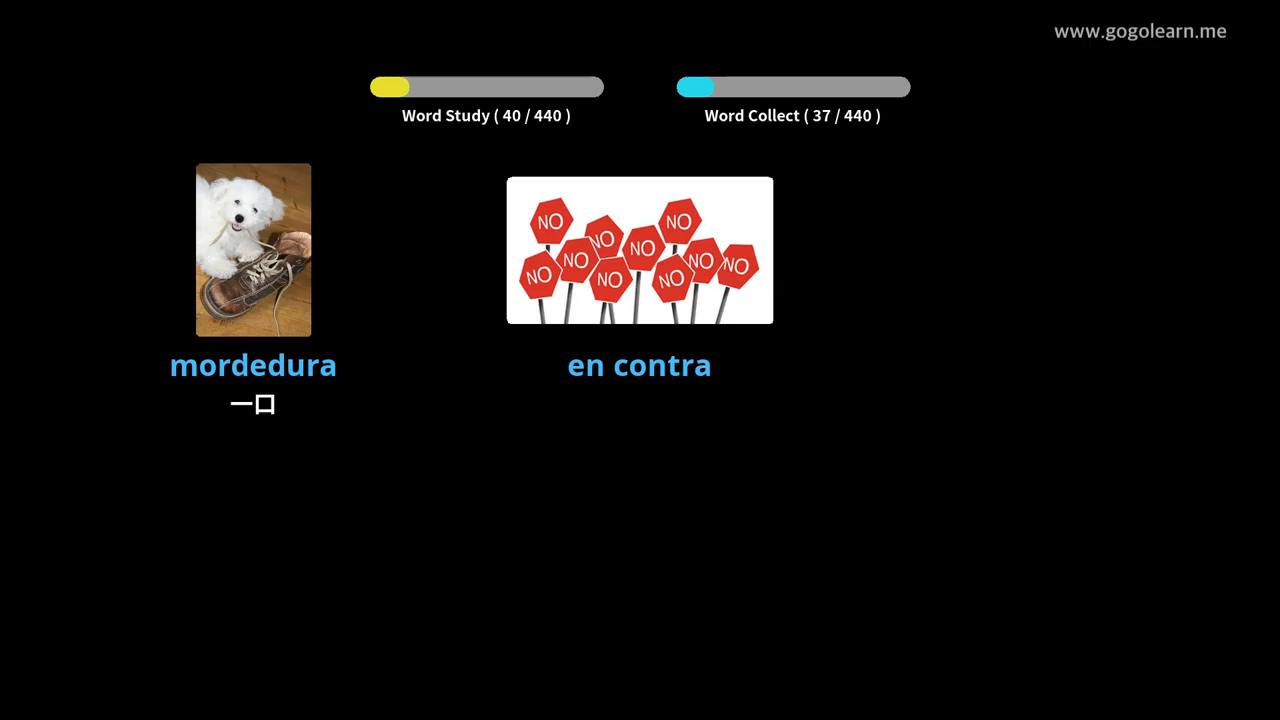 www.gogolearn.me
Word Study ( 40 / 440 )
Word Collect ( 37 / 440 )
NO NO NO NO NO NO NO NO NO NO
mordedura
en contra
一口